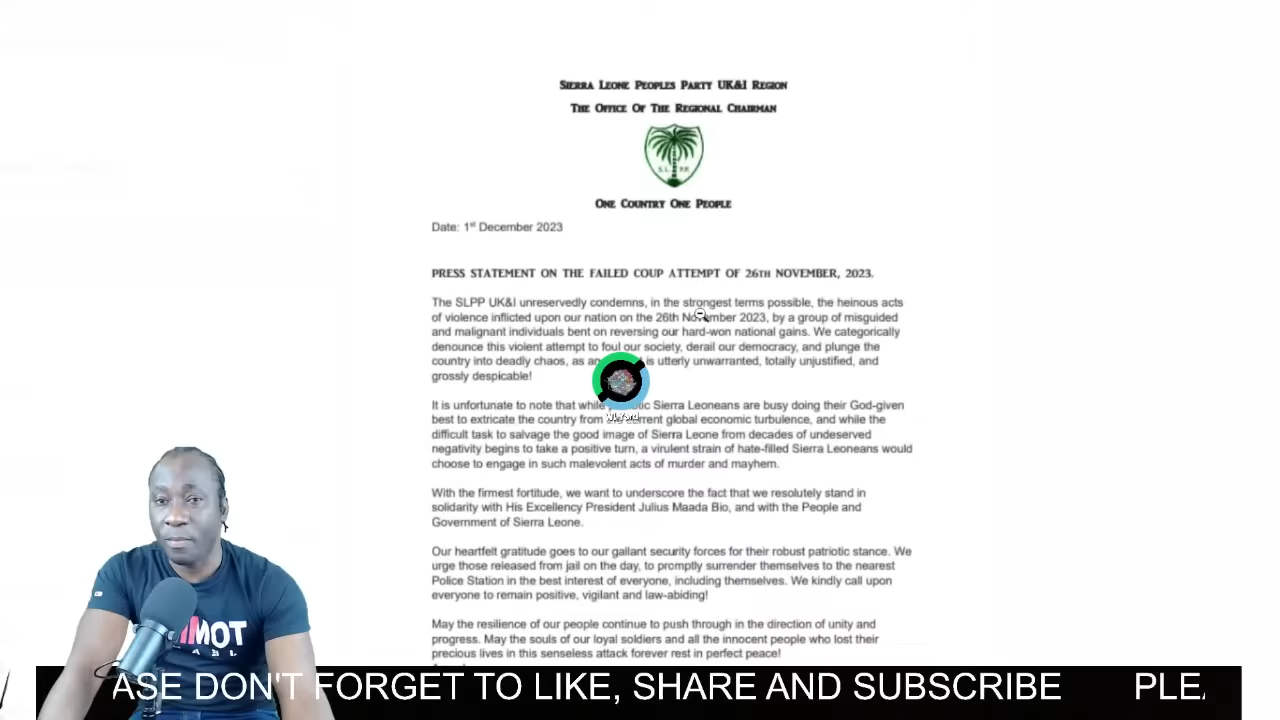 SIERRA LEONE PEOPLES PARTY UK&I REGION
THE OFFICE OF THE REGIONAL CHAIRMAN
S.L.P.P.
ONE COUNTRY ONE PEOPLE
Date: 1st December 2023
PRESS STATEMENT ON THE FAILED COUP ATTEMPT OF 26TH NOVEMBER, 2023.
The SLPP UK&I unreservedly condemns, in the strongest terms possible, the heinous acts
of violence inflicted upon our nation on the 26th November 2023, by a group of misguided
and malignant individuals bent on reversing our hard-won national gains. We categorically
denounce this violent attempt to foul our society, derail our democracy, and plunge the
country into deadly chaos, as is utterly unwarranted, totally unjustified, and
grossly despicable!
It is unfortunate to note that while Sierra Leoneans are busy doing their God-given
best to extricate the country from global economic turbulence, and while the
difficult task to salvage the good image of Sierra Leone from decades of undeserved
negativity begins to take a positive turn, a virulent strain of hate-filled Sierra Leoneans would
choose to engage in such malevolent acts of murder and mayhem.
With the firmest fortitude, we want to underscore the fact that we resolutely stand in
solidarity with His Excellency President Julius Maada Bio, and with the People and
Government of Sierra Leone.
Our heartfelt gratitude goes to our gallant security forces for their robust patriotic stance. We
urge those released from jail on the day, to promptly surrender themselves to the nearest
Police Station in the best interest of everyone, including themselves. We kindly call upon
everyone to remain positive, vigilant and law-abiding!
May the resilience of our people continue to push through in the direction of unity and
progress. May the souls of our loyal soldiers and all the innocent people who lost their
precious lives in this senseless attack forever rest in perfect peace!
MOT
ABL
ASE DON'T FORGET TO LIKE, SHARE AND SUBSCRIBE PLEA